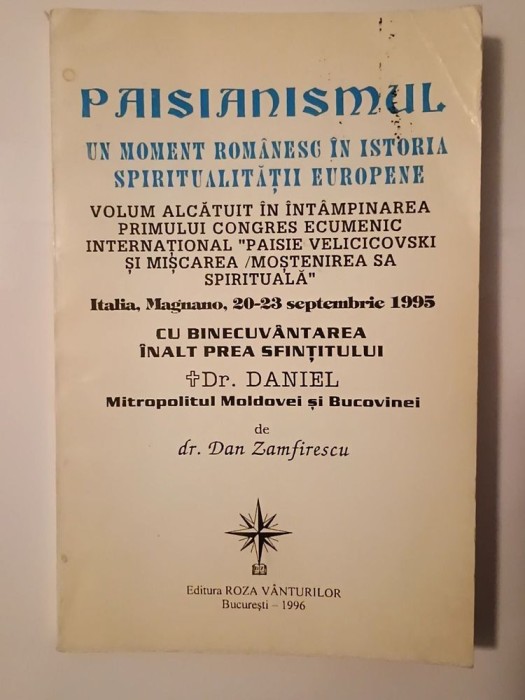 PAISIANISMUL
UN MOMENT ROMÂNESC ÎN ISTORIA
SPIRITUALITĂȚII EUROPENE
VOLUM ALCĂTUIT ÎN ÎNTÂMPINAREA
PRIMULUI CONGRES ECUMENIC
INTERNAȚIONAL "PAISIE VELICICOVSKI
ȘI MIȘCAREA /MOȘTENIREA SA
SPIRITUALĂ"
Italia, Magnano, 20-23 septembrie 1995
CU BINECUVÂNTAREA
ÎNALT PREA SFINȚITULUI
✞Dr. DANIEL
Mitropolitul Moldovei și Bucovinei
de
dr. Dan Zamfirescu
Editura ROZA VÂNTURILOR
București – 1996